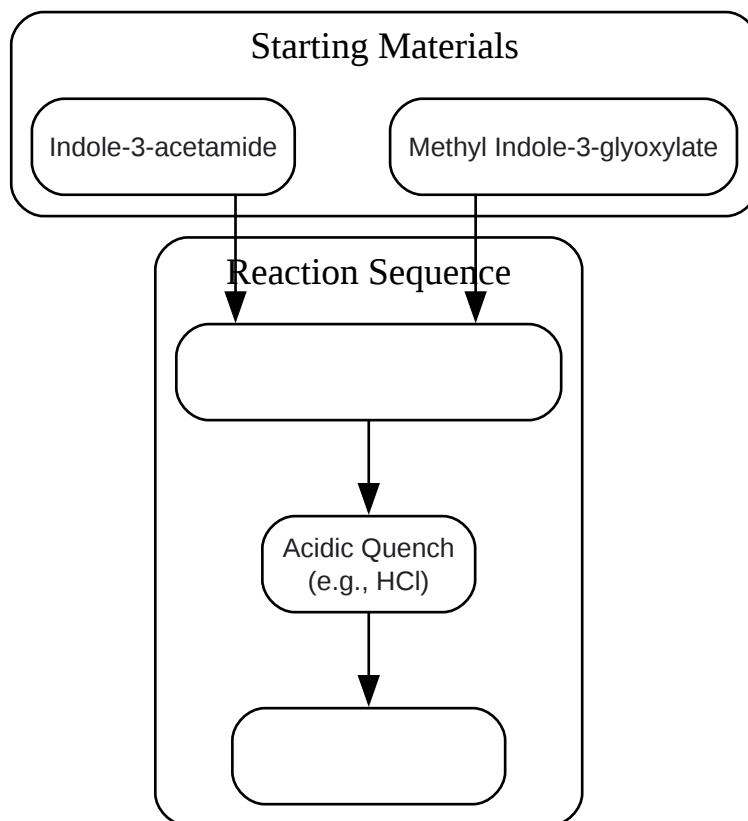 Starting Materials
Indole-3-acetamide
Methyl Indole-3-glyoxylate
Reaction Sequence
Acidic Quench
(e.g., HCl)